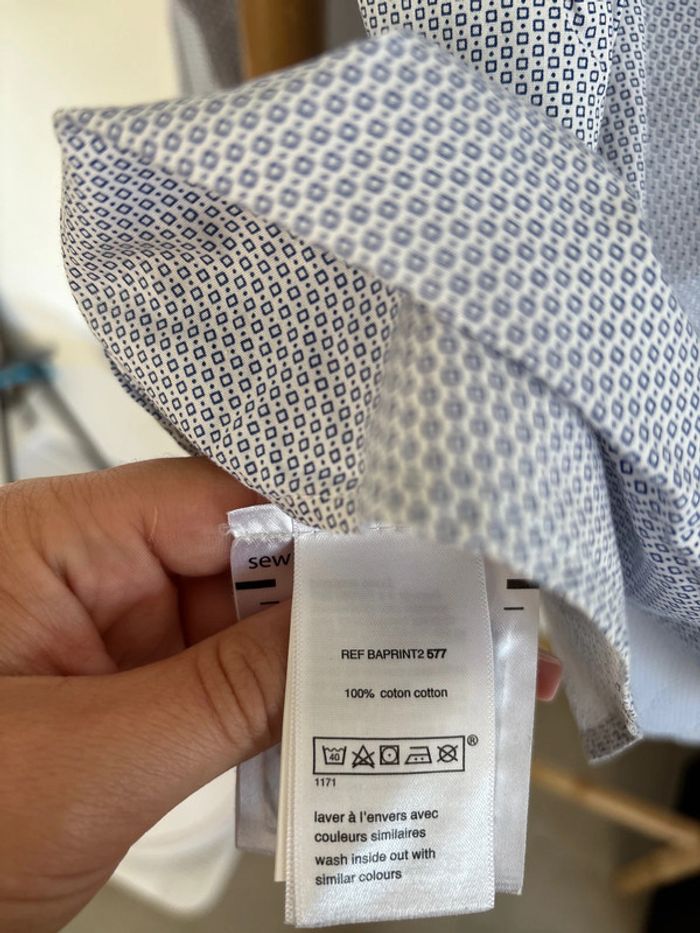 sew
REF BAPRINT2 577
100% coton cotton
40
®
1171
laver à l'envers avec
couleurs similaires
wash inside out with
similar colours